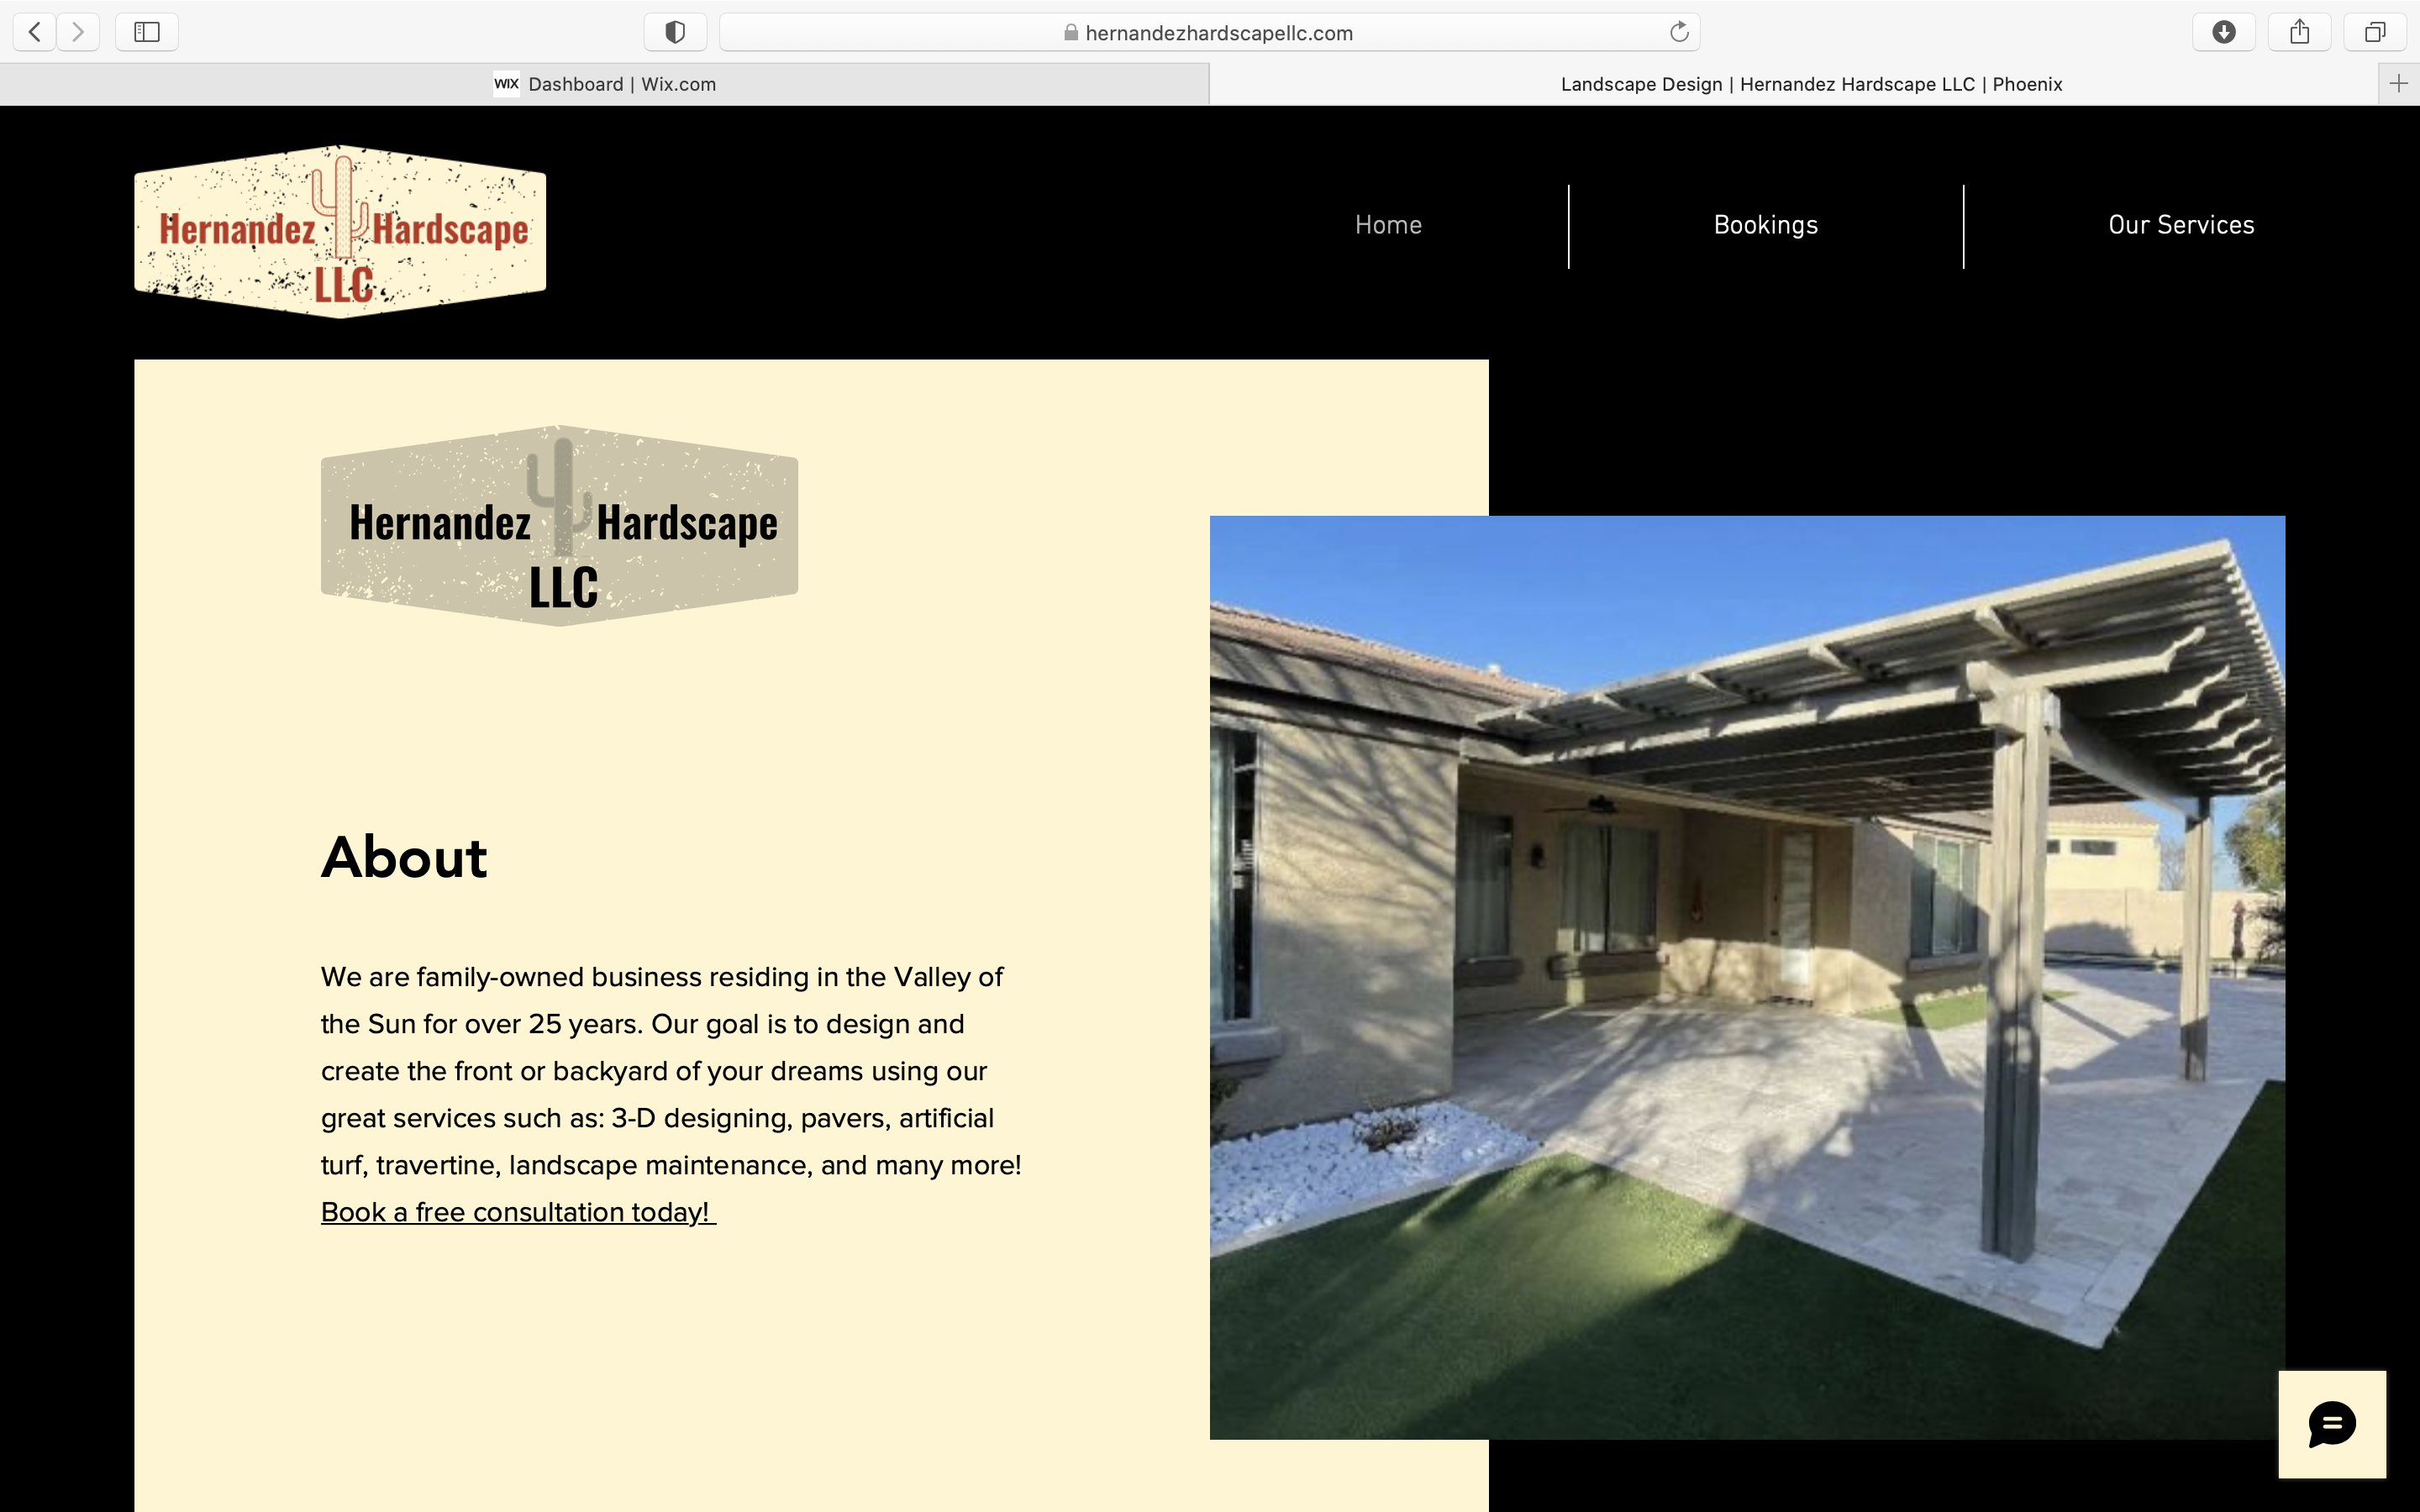 hernandezhardscapellc.com
WIX Dashboard | Wix.com
Landscape Design | Hernandez Hardscape LLC | Phoenix
Hernandez Hardscape
LLC
Home
Bookings
Our Services
Hernandez Hardscape
LLC
About
We are family-owned business residing in the Valley of
the Sun for over 25 years. Our goal is to design and
create the front or backyard of your dreams using our
great services such as: 3-D designing, pavers, artificial
turf, travertine, landscape maintenance, and many more!
Book a free consultation today!